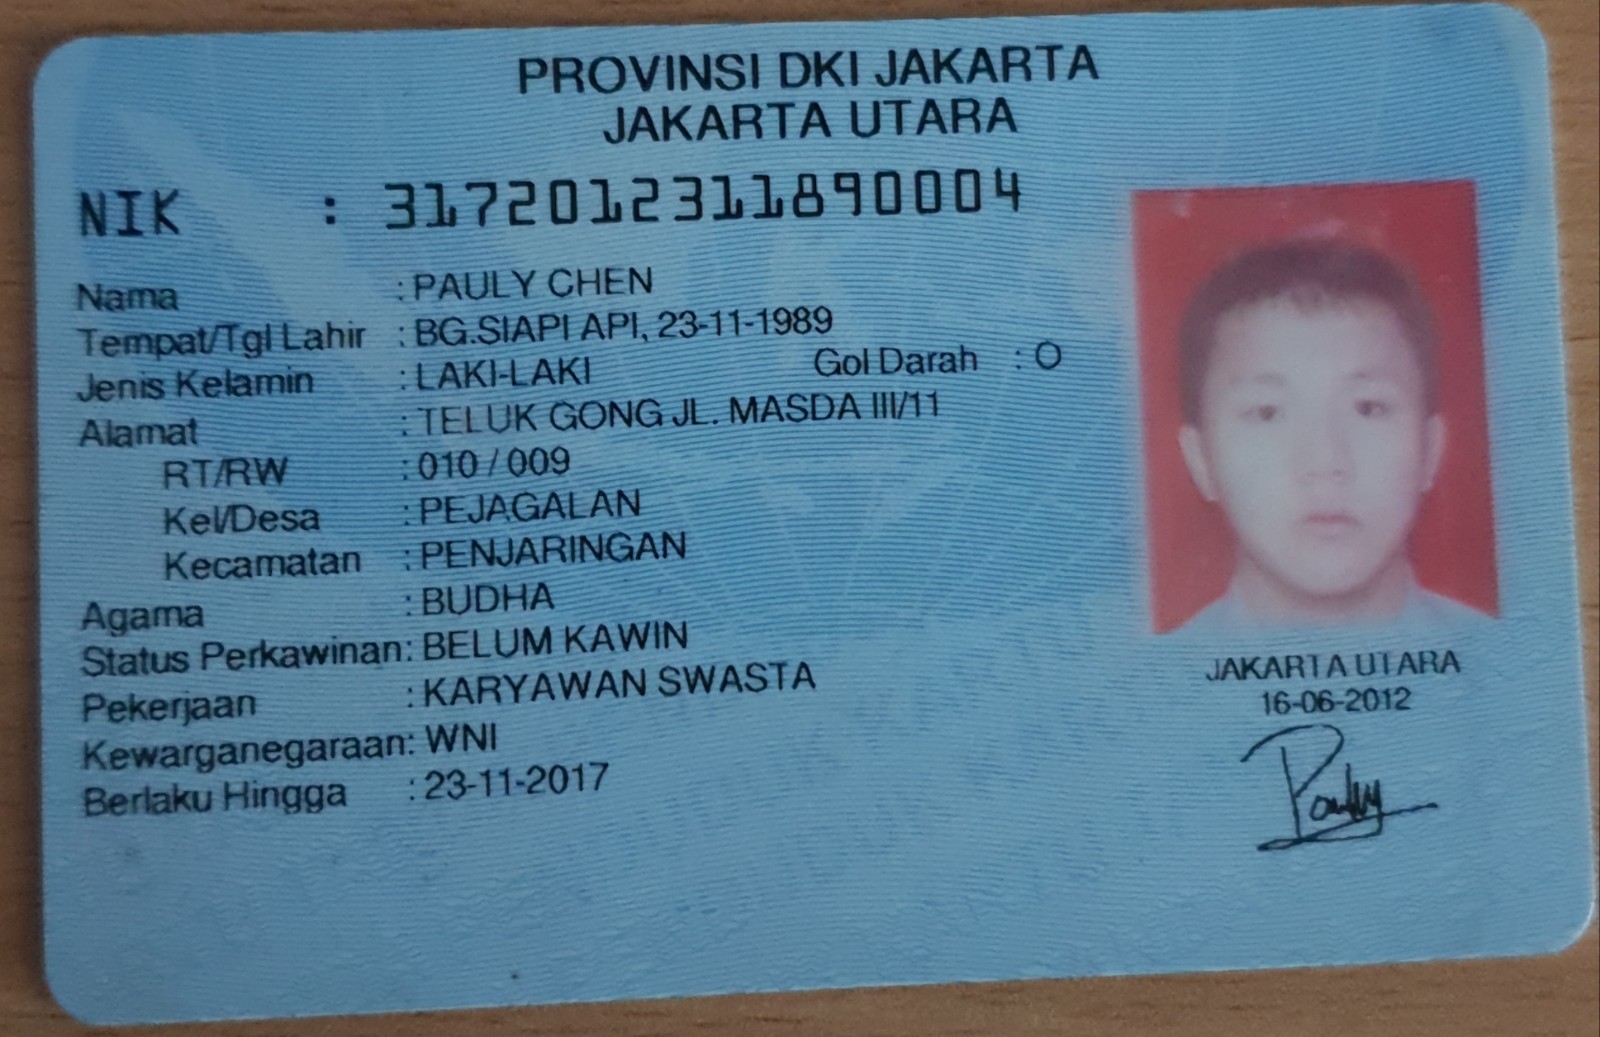 PROVINSI DKI JAKARTA
JAKARTA UTARA
NIK : 3172012311890004
Nama : PAULY CHEN
Tempat/Tgl Lahir : BG.SIAPI API, 23-11-1989
Jenis Kelamin : LAKI-LAKI Gol Darah : O
Alamat : TELUK GONG JL. MASDA III/11
RT/RW : 010 / 009
Kel/Desa : PEJAGALAN
Kecamatan : PENJARINGAN
Agama : BUDHA
Status Perkawinan: BELUM KAWIN
Pekerjaan : KARYAWAN SWASTA
Kewarganegaraan: WNI
Berlaku Hingga : 23-11-2017
JAKARTA UTARA
16-06-2012
Pauly